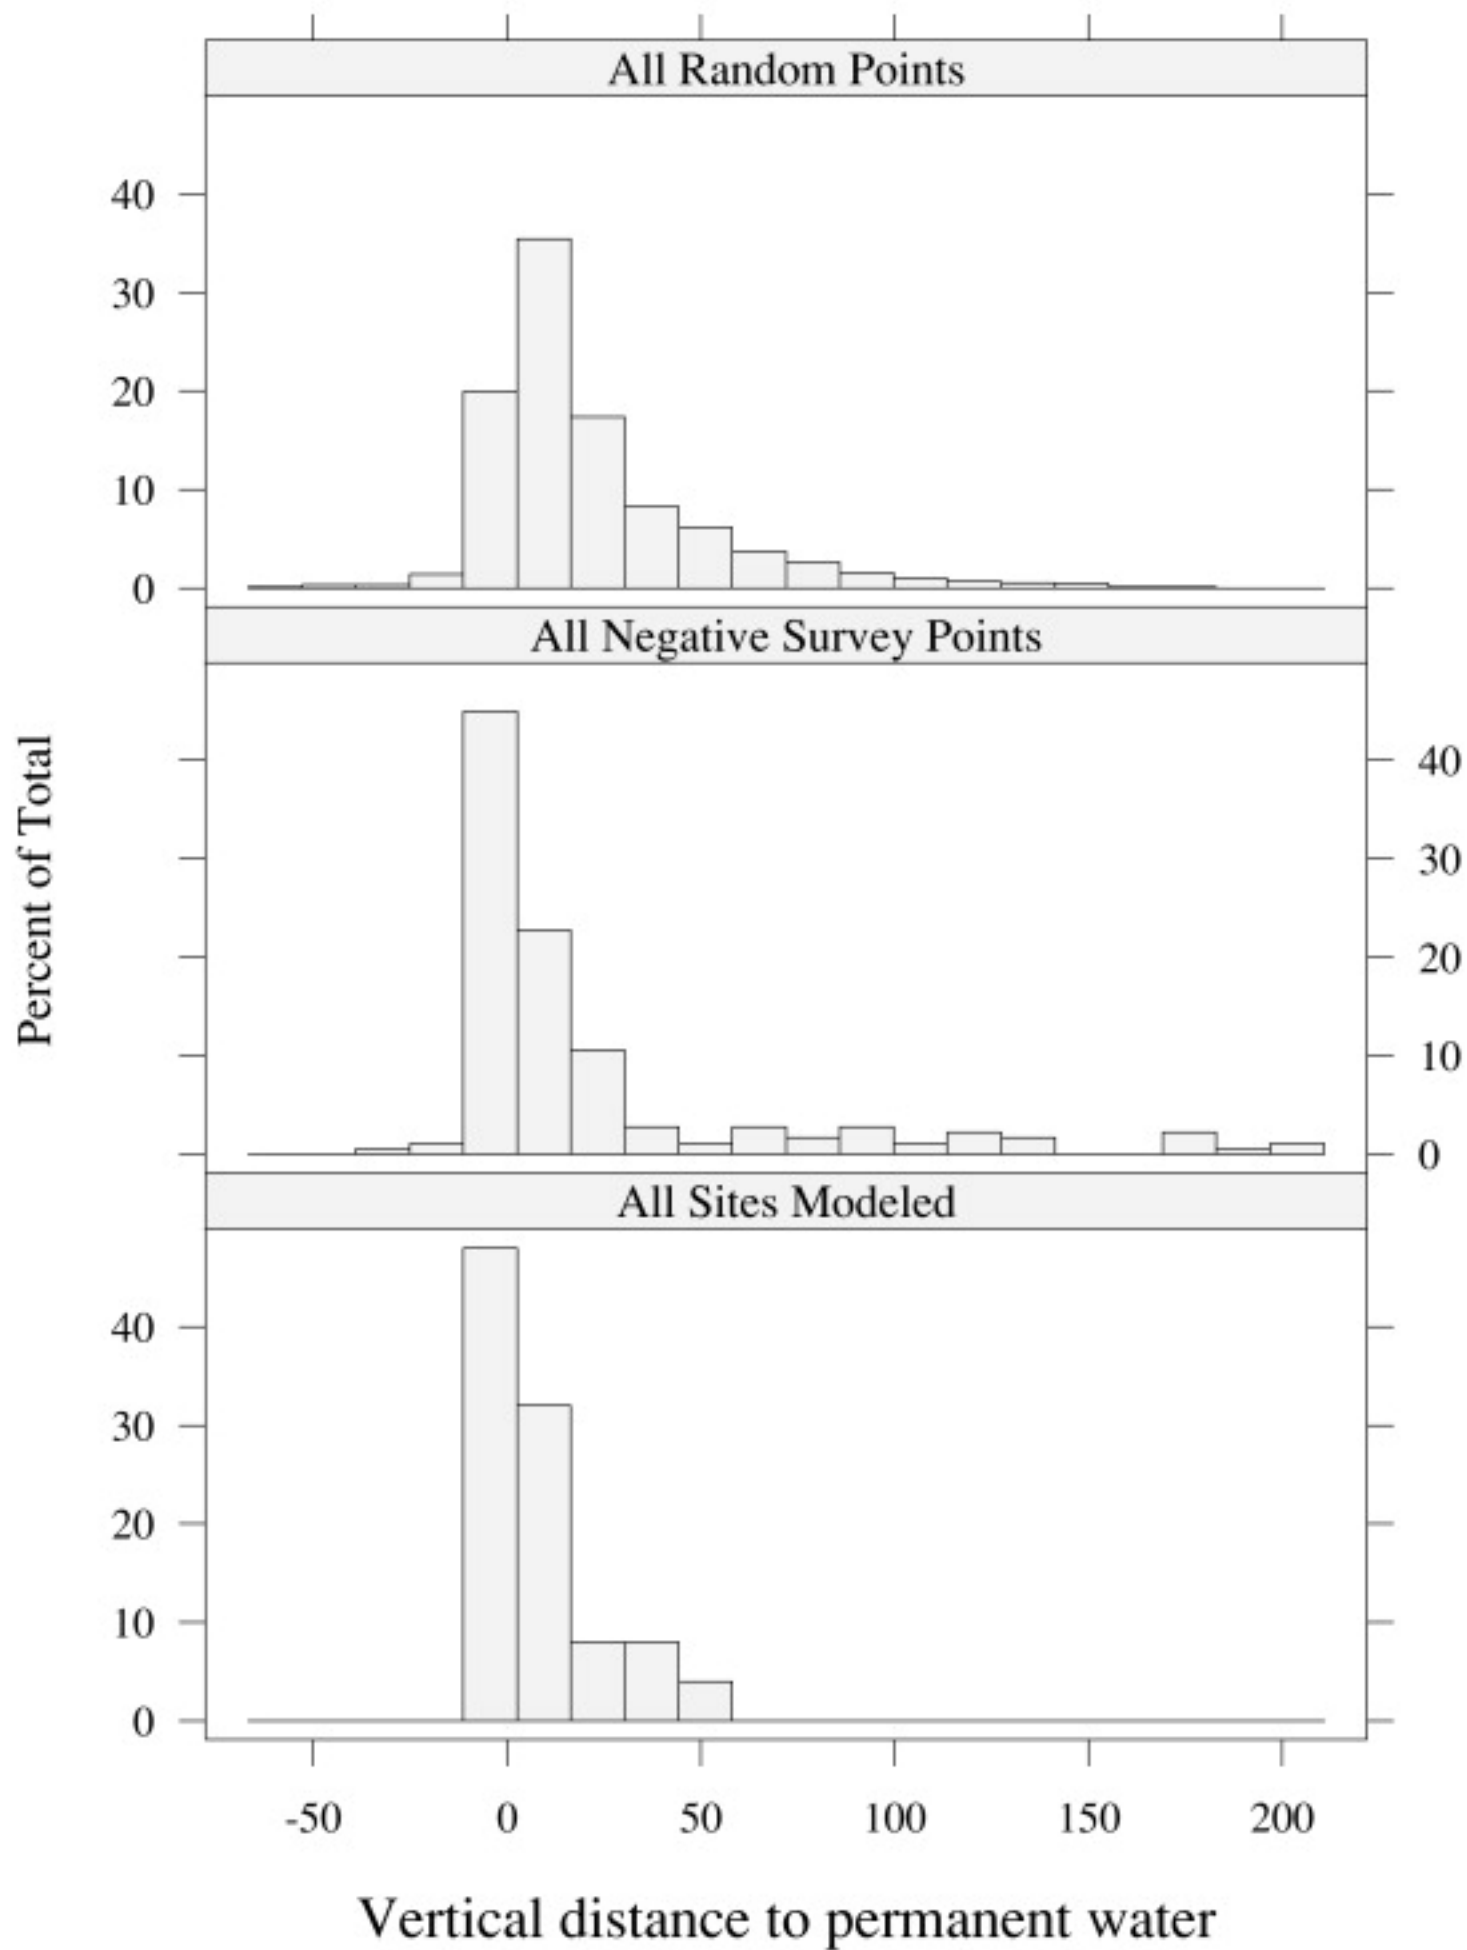 All Random Points
40
30
20
10
0
All Negative Survey Points
40
30
20
10
0
All Sites Modeled
40
30
20
10
0
-50 0 50 100 150 200
Vertical distance to permanent water
Percent of Total